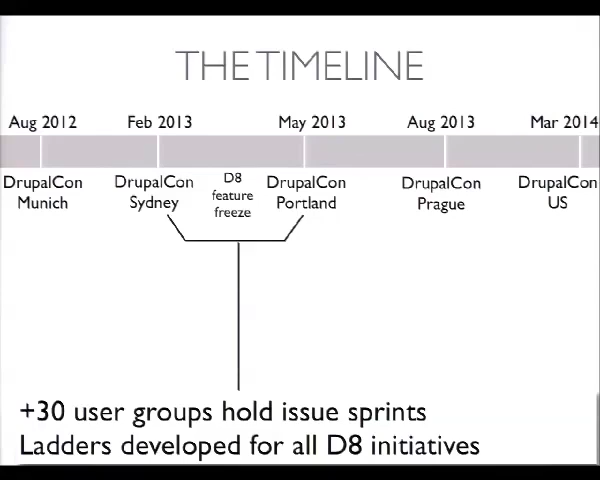 THE TIMELINE
Aug 2012 Feb 2013 May 2013 Aug 2013 Mar 2014
DrupalCon Munich
DrupalCon Sydney
D8 feature freeze
DrupalCon Portland
DrupalCon Prague
DrupalCon US
+30 user groups hold issue sprints
Ladders developed for all D8 initiatives